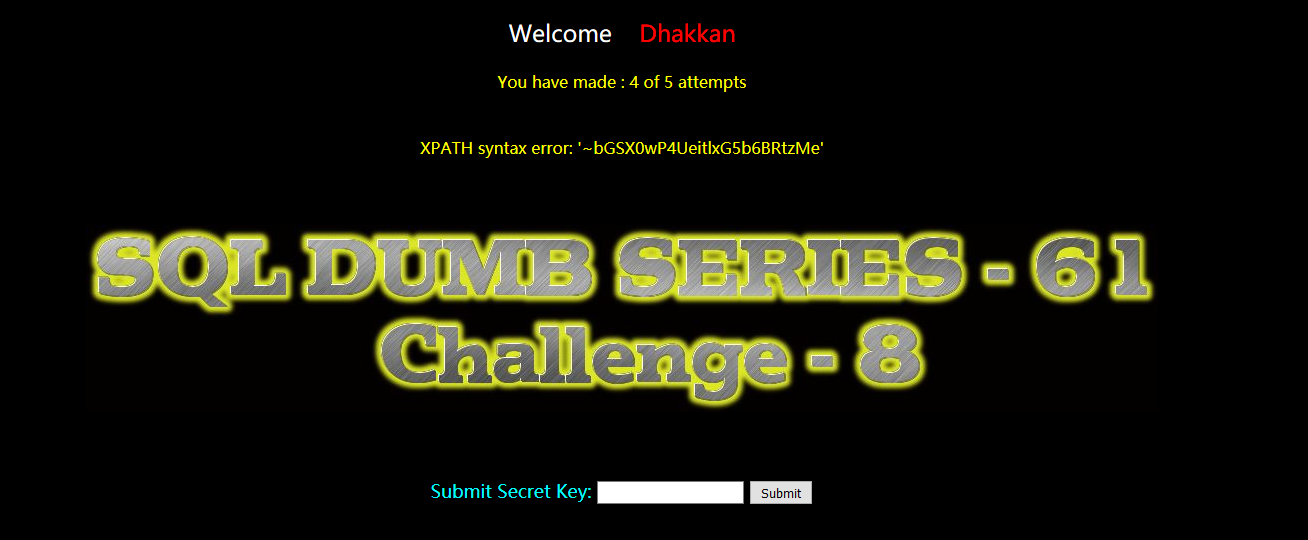 Welcome Dhakkan
You have made : 4 of 5 attempts
XPATH syntax error: '~bGSX0wP4UeitlxG5b6BRtzMe'
SQL DUMB SERIES - 61
Challenge - 8
Submit Secret Key: Submit